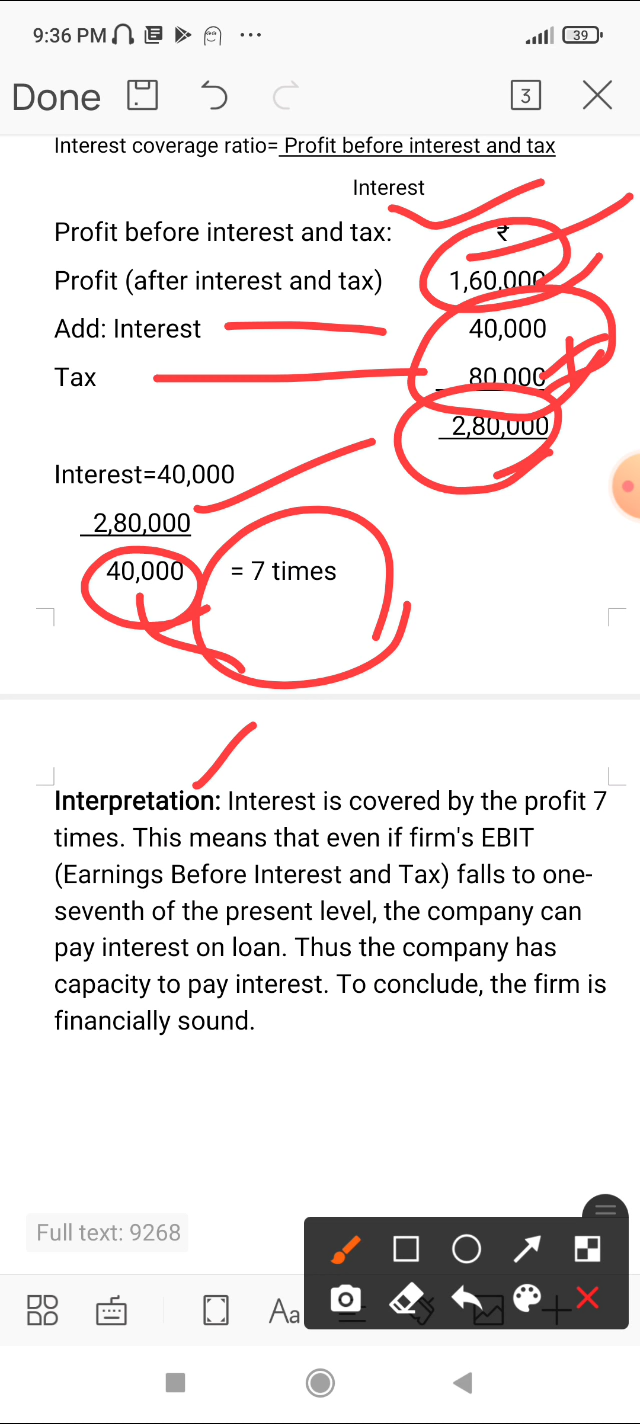 9:36 PM
39
Done
3
Interest coverage ratio= Profit before interest and tax
Interest
Profit before interest and tax: ₹
Profit (after interest and tax) 1,60,000
Add: Interest 40,000
Tax 80,000
2,80,000
Interest=40,000
2,80,000
40,000 = 7 times
Interpretation: Interest is covered by the profit 7
times. This means that even if firm's EBIT
(Earnings Before Interest and Tax) falls to one-
seventh of the present level, the company can
pay interest on loan. Thus the company has
capacity to pay interest. To conclude, the firm is
financially sound.
Full text: 9268
Aa